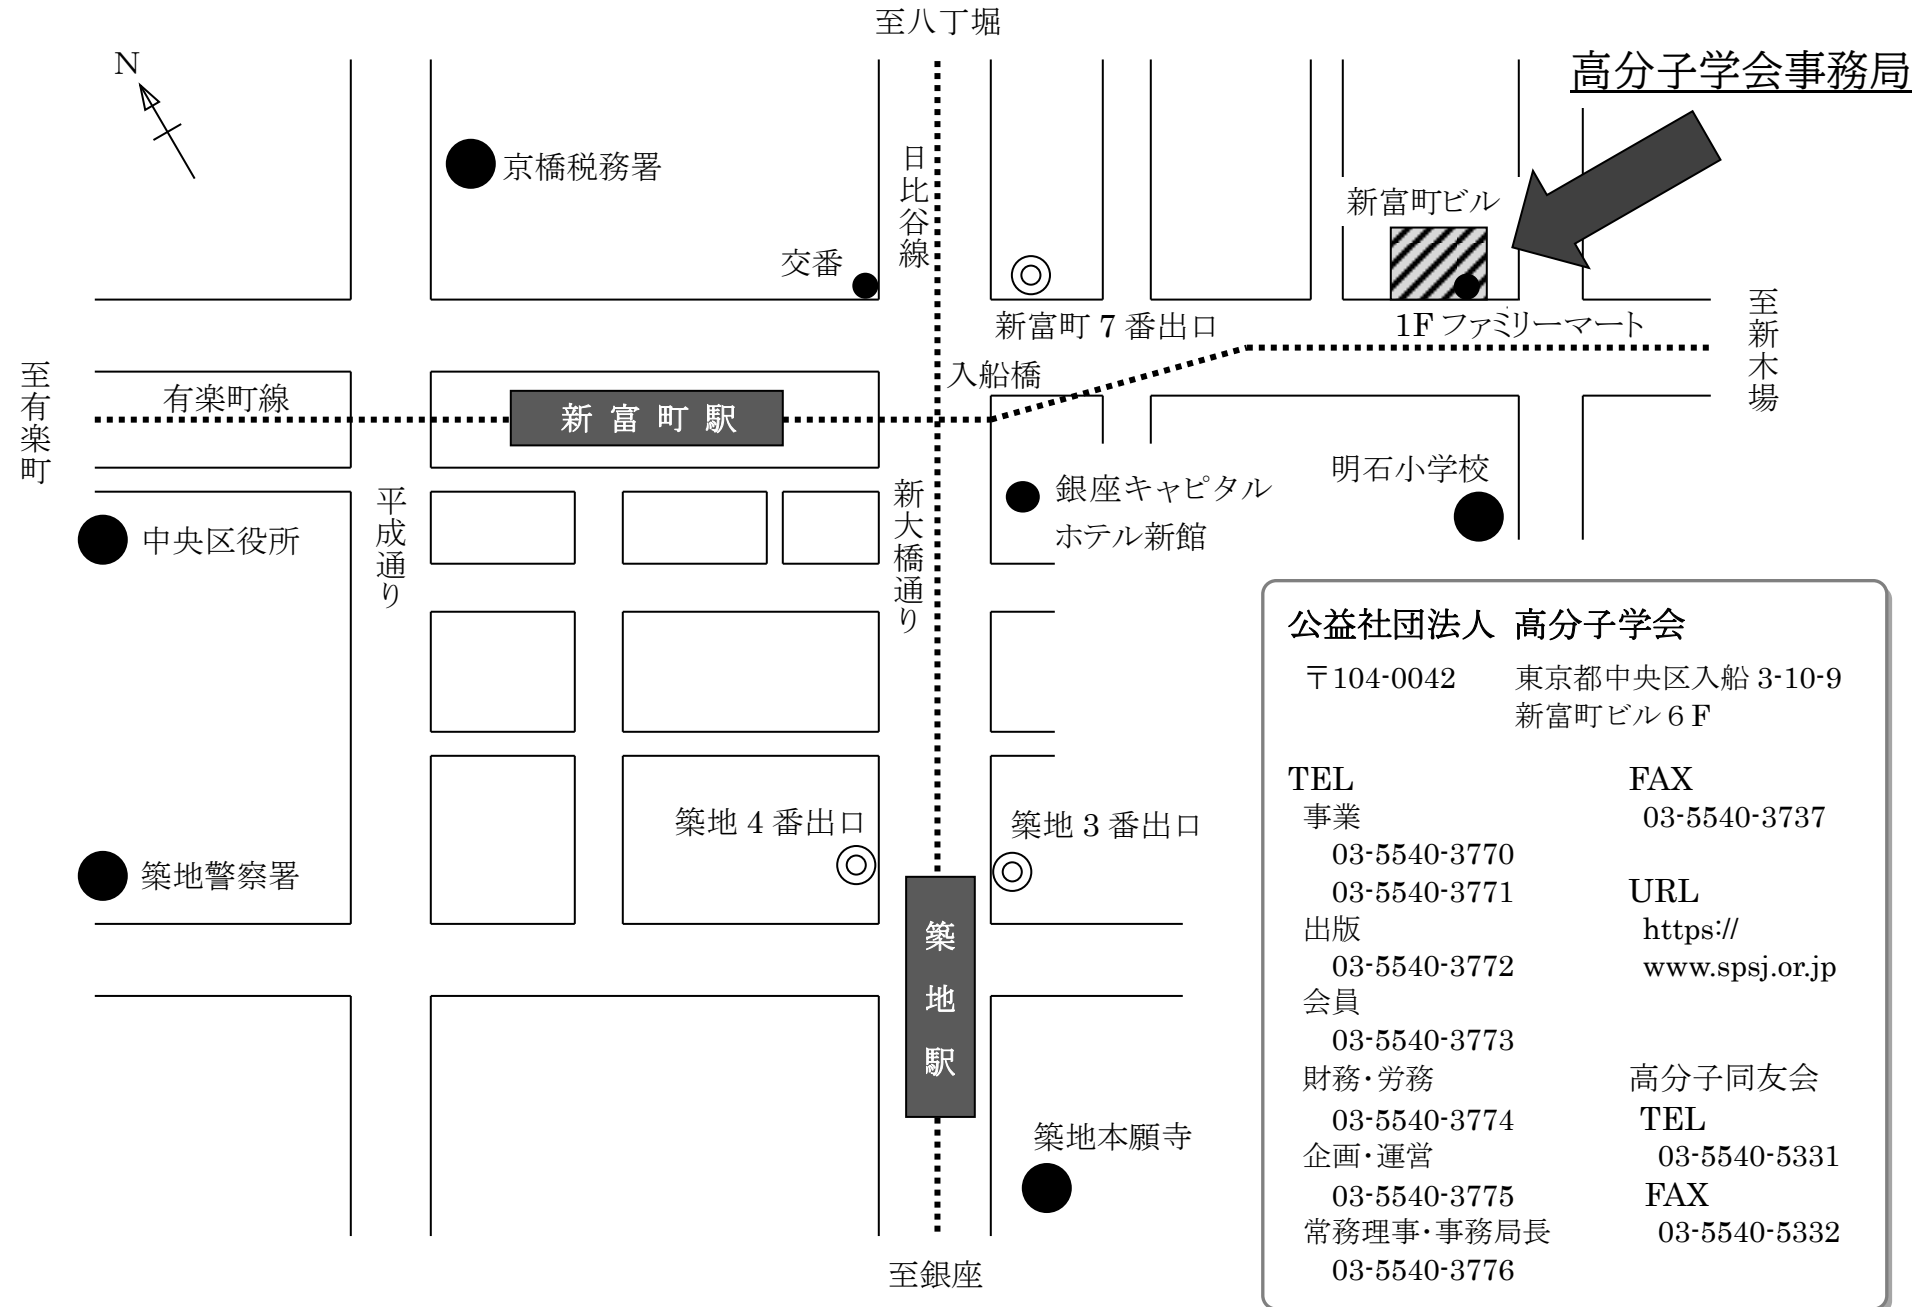 至八丁堀
N
高分子学会事務局
京橋税務署
日比谷線
新富町ビル
交番
新富町 7 番出口
1F ファミリーマート
至新木場
至有楽町
有楽町線
新富町駅
入船橋
平成通り
新大橋通り
明石小学校
銀座キャピタル
ホテル新館
中央区役所
築地 4 番出口
築地 3 番出口
築地警察署
築地駅
築地本願寺
至銀座
公益社団法人 高分子学会
〒104-0042 東京都中央区入船 3-10-9
新富町ビル６F
TEL
事業
03-5540-3770
03-5540-3771
出版
03-5540-3772
会員
03-5540-3773
財務・労務
03-5540-3774
企画・運営
03-5540-3775
常務理事・事務局長
03-5540-3776
FAX
03-5540-3737
URL
https://
www.spsj.or.jp
高分子同友会
TEL
03-5540-5331
FAX
03-5540-5332